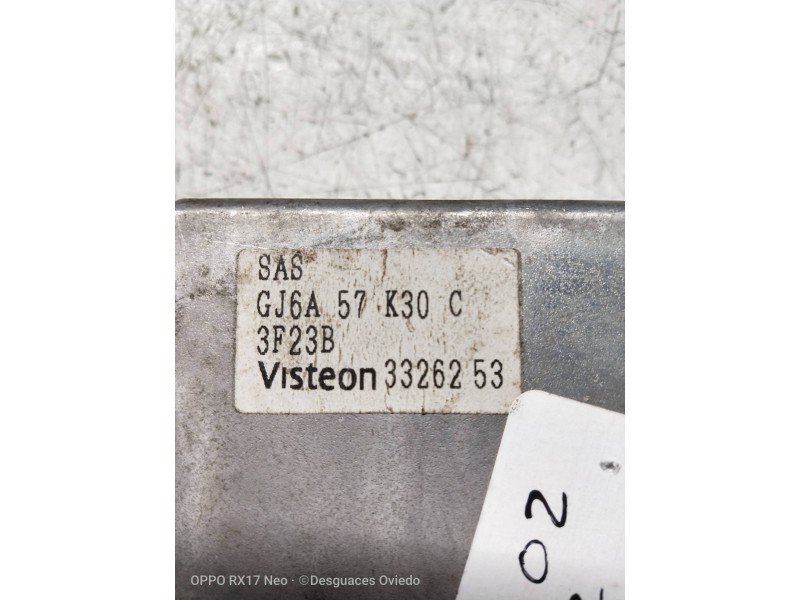 SAS
GJ6A 57 K30 C
3F23B
Visteon 33262 53
02
OPPO RX17 Neo · ©Desguaces Oviedo